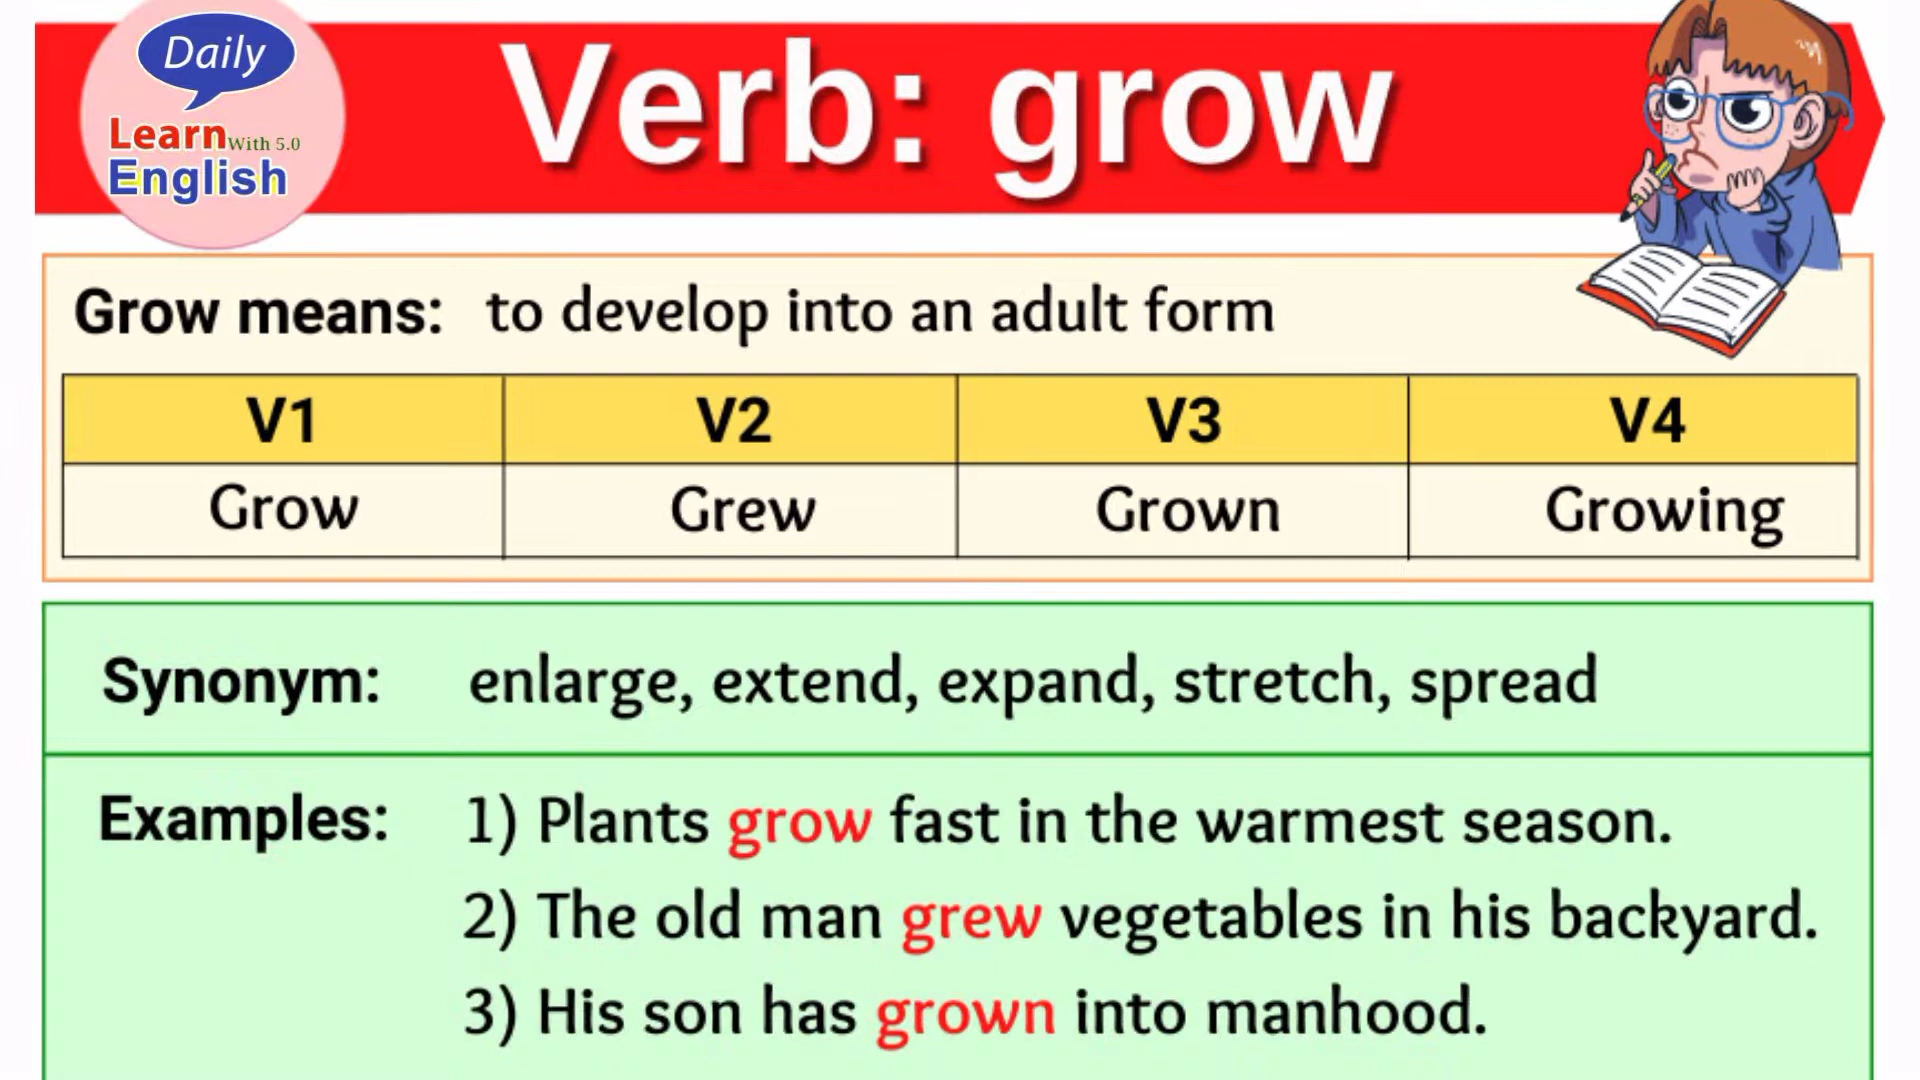 Daily
Learn With 5.0
English
Verb: grow
Grow means: to develop into an adult form
V1 V2 V3 V4
Grow Grew Grown Growing
Synonym: enlarge, extend, expand, stretch, spread
Examples: 1) Plants grow fast in the warmest season.
2) The old man grew vegetables in his backyard.
3) His son has grown into manhood.